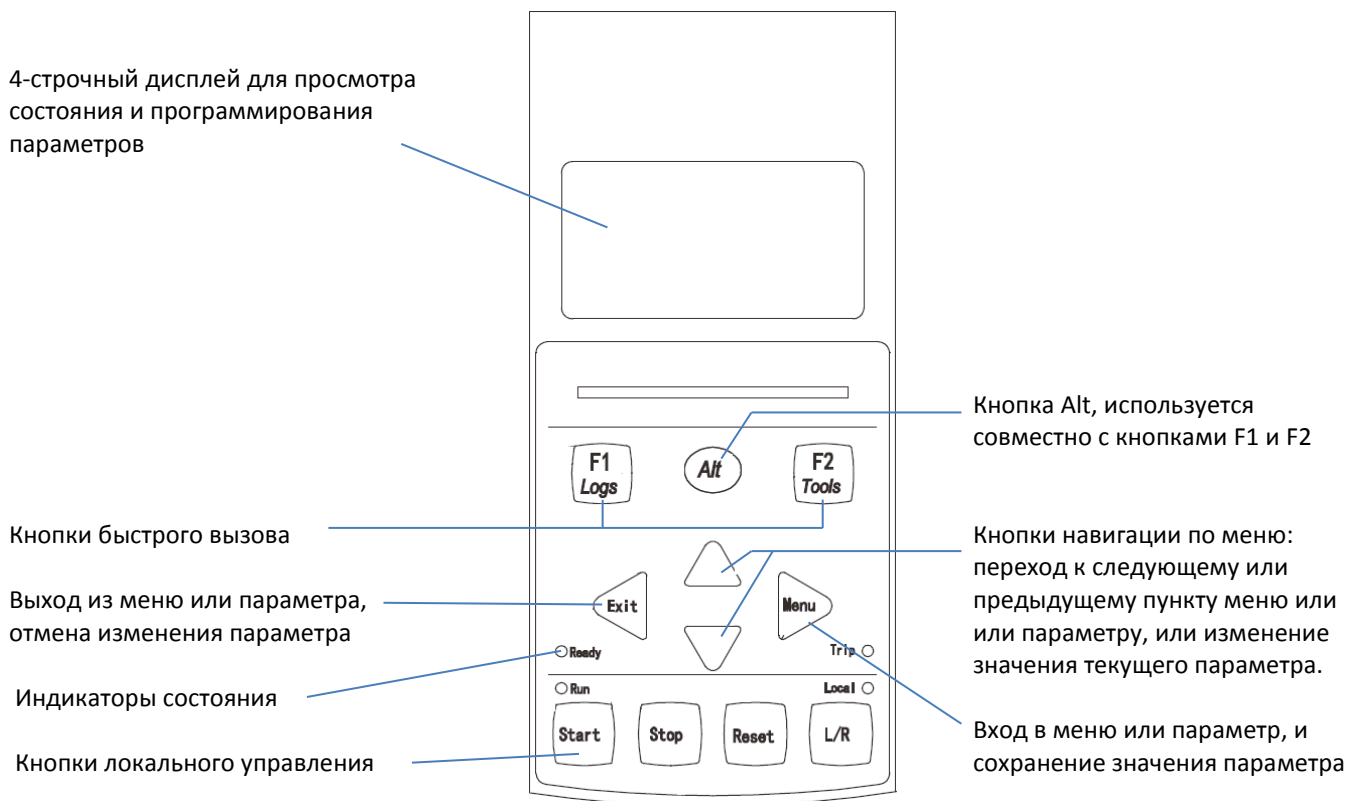 4-строчный дисплей для просмотра
состояния и программирования
параметров
Кнопка Alt, используется
совместно с кнопками F1 и F2
F1
Logs
Alt
F2
Tools
Кнопки быстрого вызова
Кнопки навигации по меню:
переход к следующему или
предыдущему пункту меню или
или параметру, или изменение
значения текущего параметра.
Выход из меню или параметра,
отмена изменения параметра
Exit
Menu
Ready
Trip
Индикаторы состояния
Run
Local
Start
Stop
Reset
L/R
Вход в меню или параметр, и
сохранение значения параметра
Кнопки локального управления